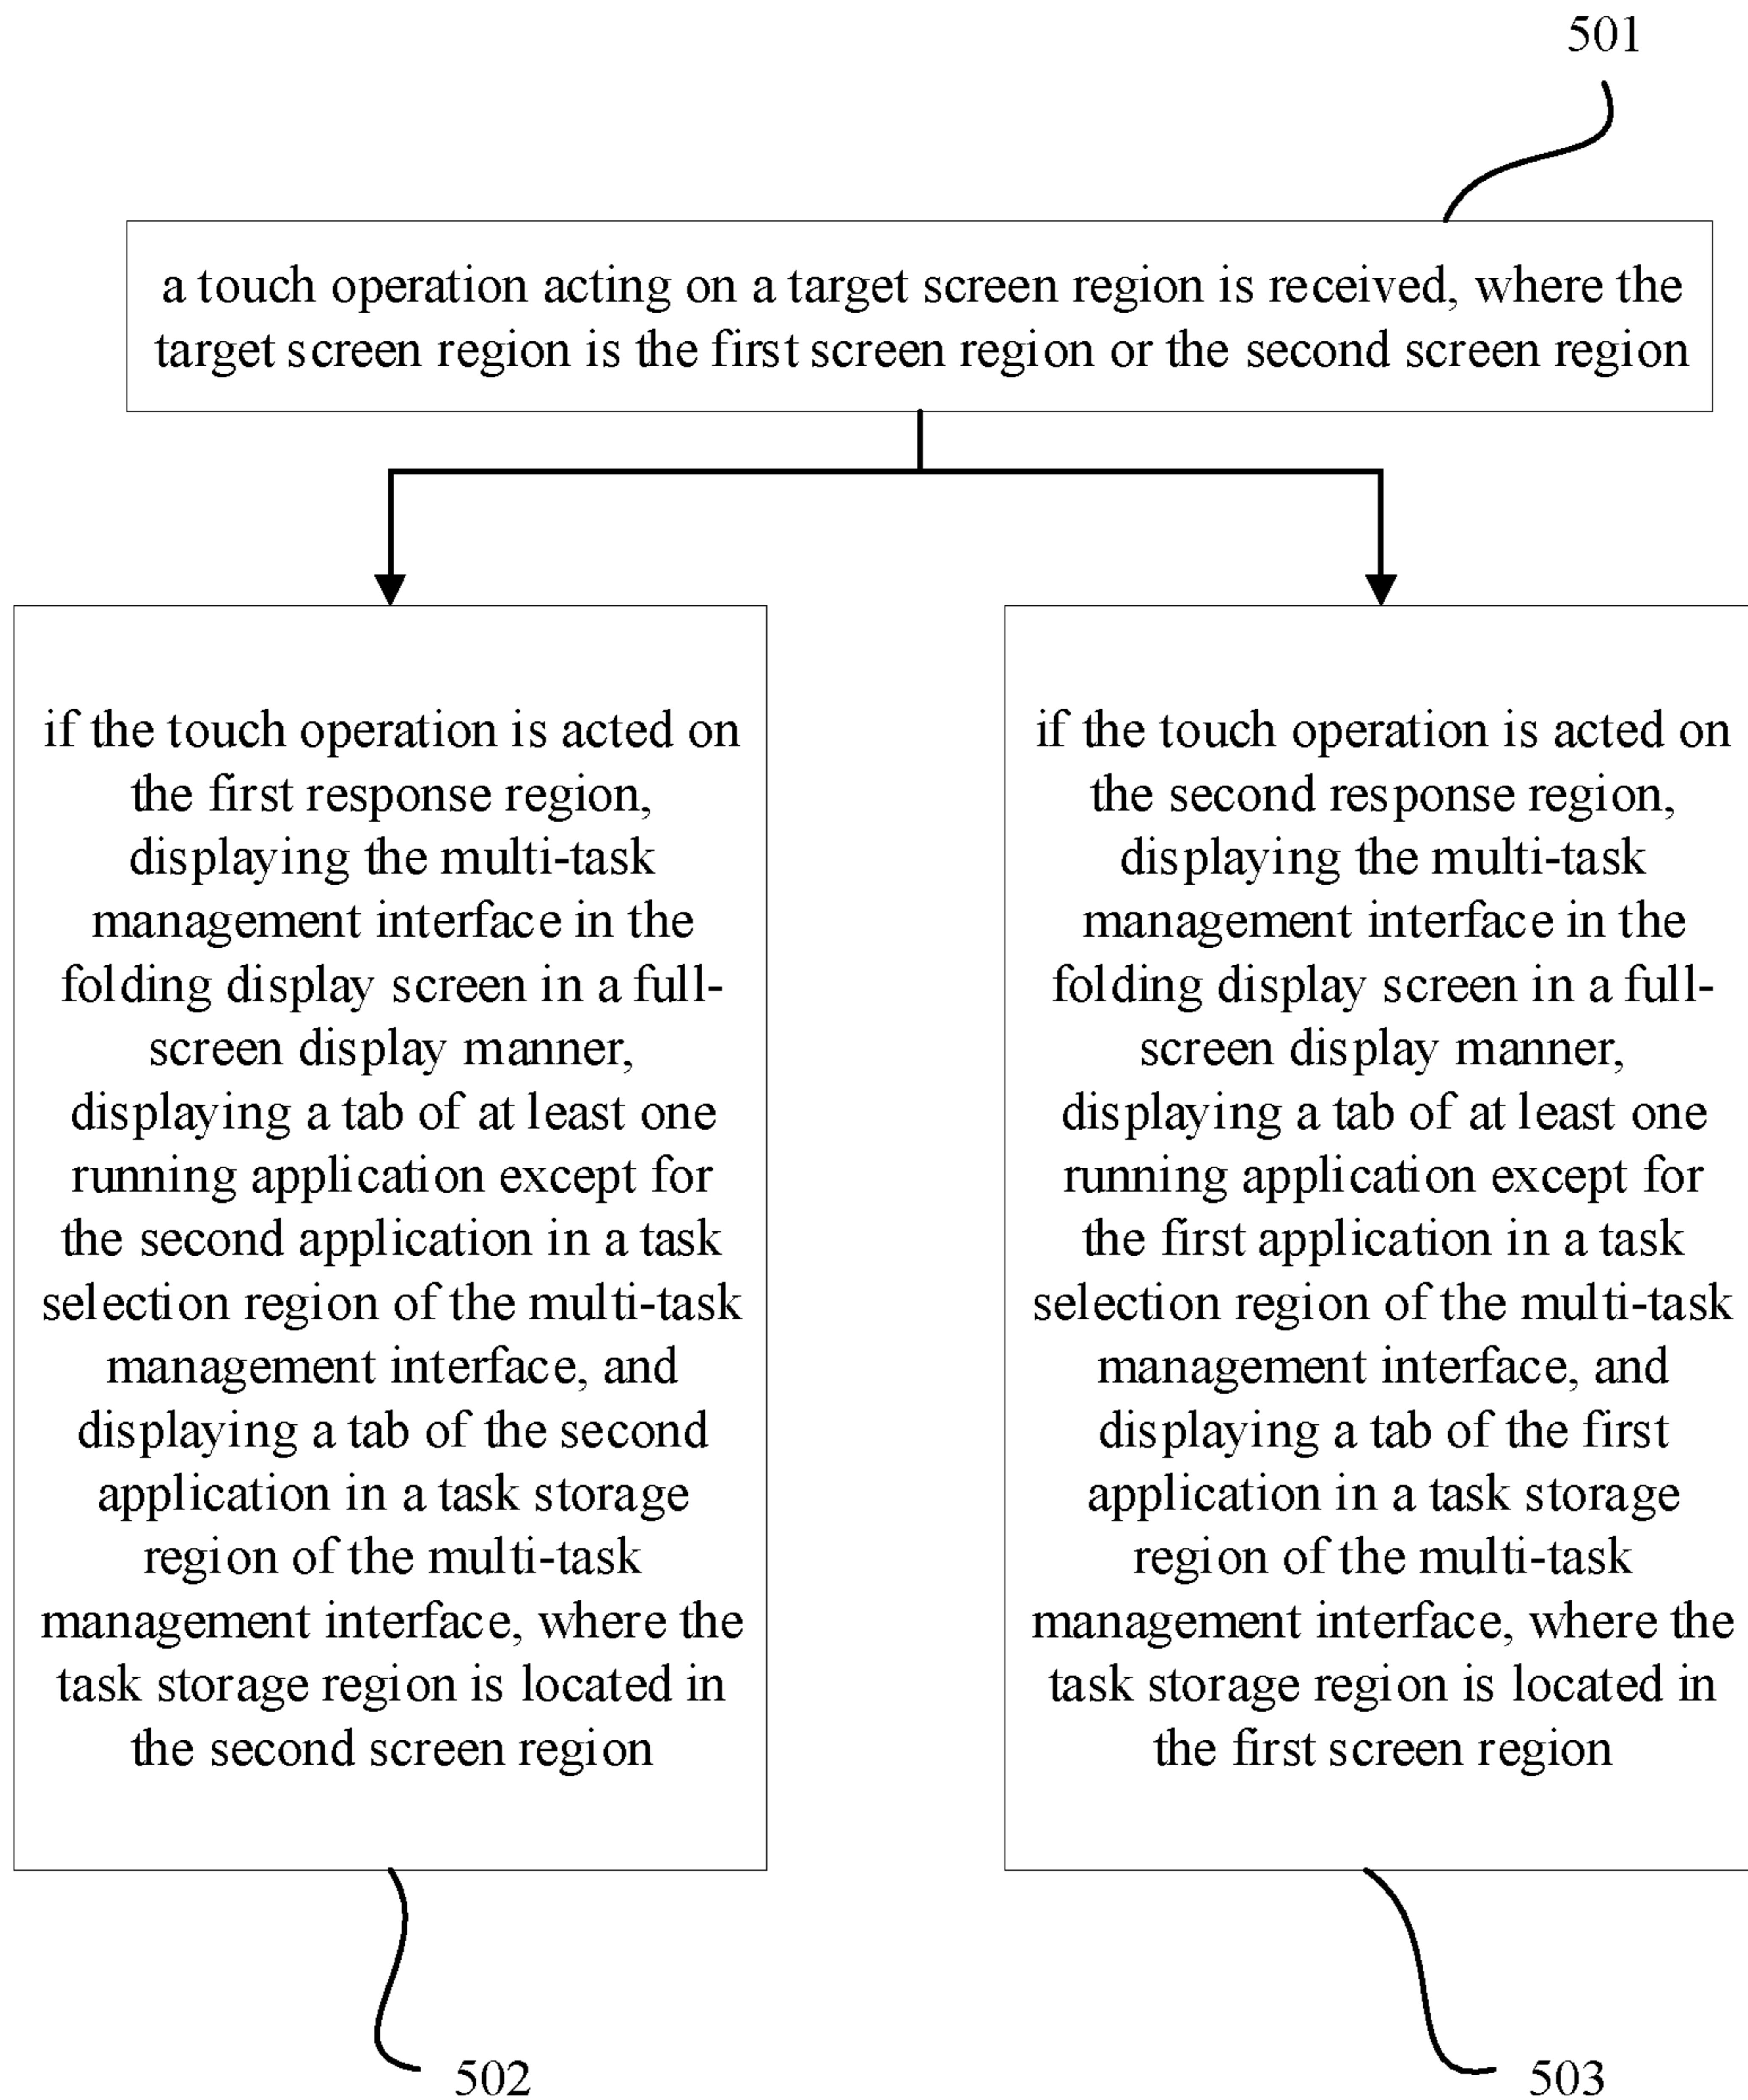 501
a touch operation acting on a target screen region is received, where the
target screen region is the first screen region or the second screen region
if the touch operation is acted on
the first response region,
displaying the multi-task
management interface in the
folding display screen in a full-
screen display manner,
displaying a tab of at least one
running application except for
the second application in a task
selection region of the multi-task
management interface, and
displaying a tab of the second
application in a task storage
region of the multi-task
management interface, where the
task storage region is located in
the second screen region
if the touch operation is acted on
the second response region,
displaying the multi-task
management interface in the
folding display screen in a full-
screen display manner,
displaying a tab of at least one
running application except for
the first application in a task
selection region of the multi-task
management interface, and
displaying a tab of the first
application in a task storage
region of the multi-task
management interface, where the
task storage region is located in
the first screen region
502
503